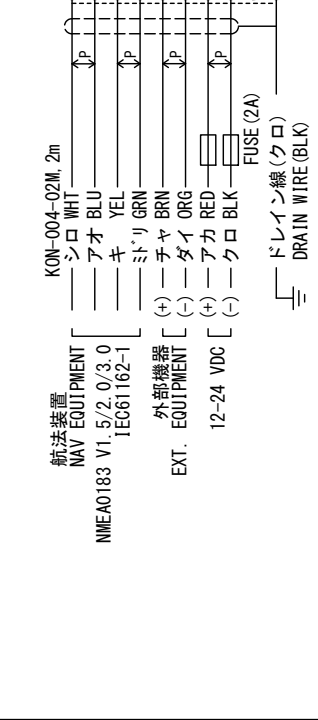 KON-004-02M, 2m
航法装置
NAV EQUIPMENT
NMEA0183 V1.5/2.0/3.0
IEC61162-1
シロ WHT
アオ BLU
キ YEL
ミドリ GRN
P
P
外部機器
EXT. EQUIPMENT
(+) チャ BRN
(-) ダイ ORG
P
12-24 VDC
(+) アカ RED
(-) クロ BLK
P
FUSE(2A)
ドレイン線(クロ)
DRAIN WIRE(BLK)